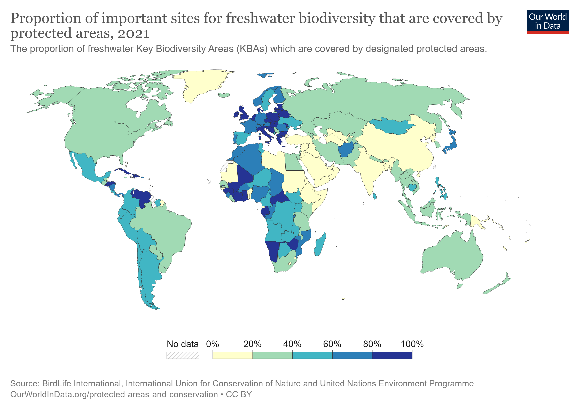 Proportion of important sites for freshwater biodiversity that are covered by
protected areas, 2021
Our World
in Data
The proportion of freshwater Key Biodiversity Areas (KBAs) which are covered by designated protected areas.
No data 0% 20% 40% 60% 80% 100%
Source: BirdLife International, International Union for Conservation of Nature and United Nations Environment Programme
OurWorldInData.org/protected-areas-and-conservation • CC BY